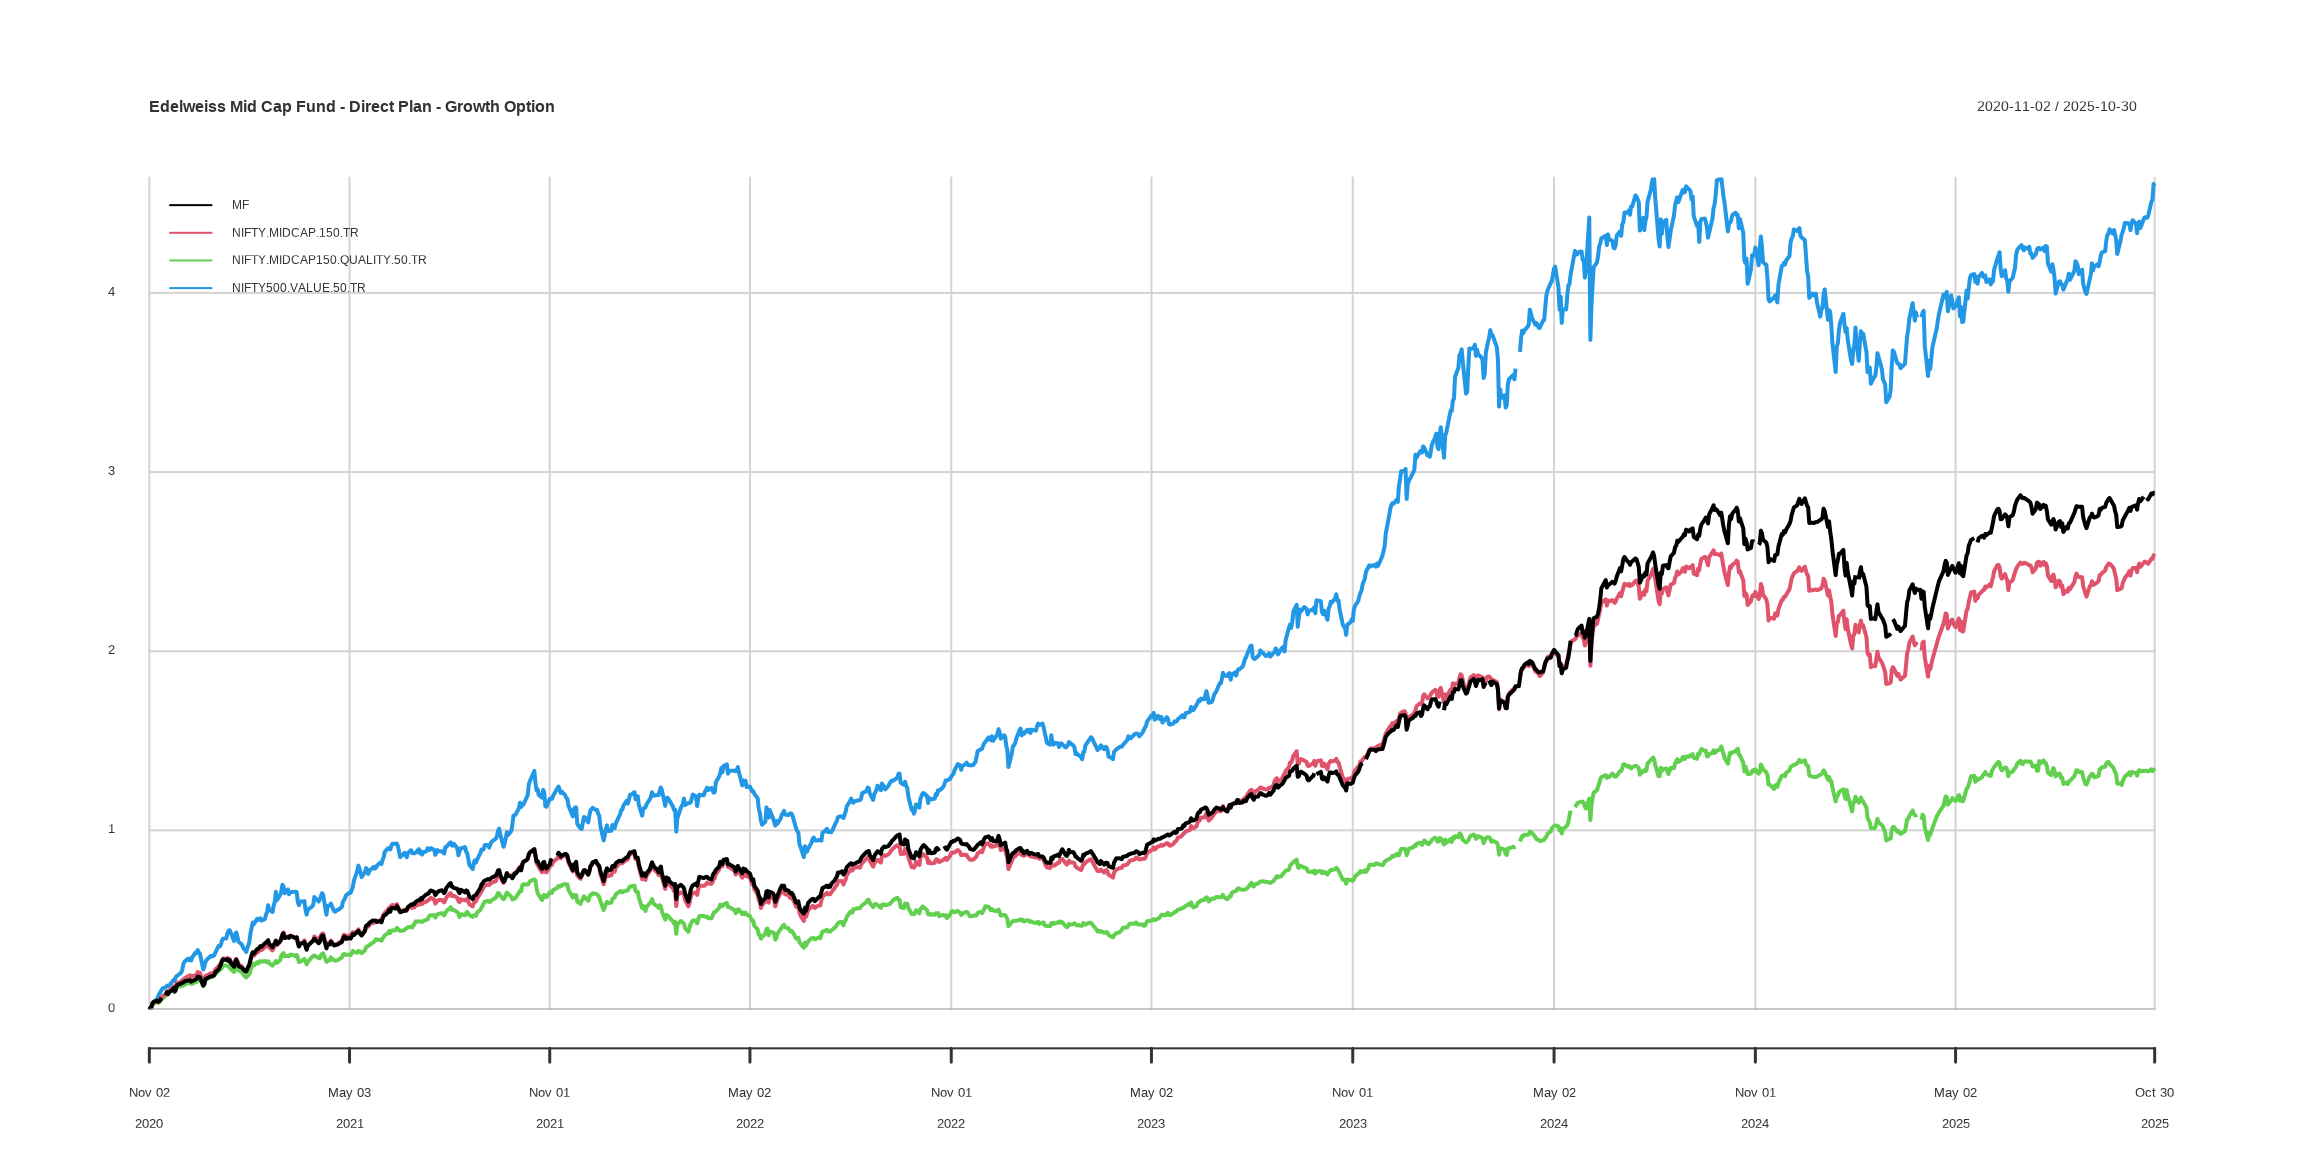 Edelweiss Mid Cap Fund - Direct Plan - Growth Option
2020-11-02 / 2025-10-30
MF
NIFTY.MIDCAP.150.TR
NIFTY.MIDCAP150.QUALITY.50.TR
NIFTY500.VALUE.50.TR
4
3
2
1
0
Nov 02 May 03 Nov 01 May 02 Nov 01 May 02 Nov 01 May 02 Nov 01 May 02 Oct 30
2020 2021 2021 2022 2022 2023 2023 2024 2024 2025 2025